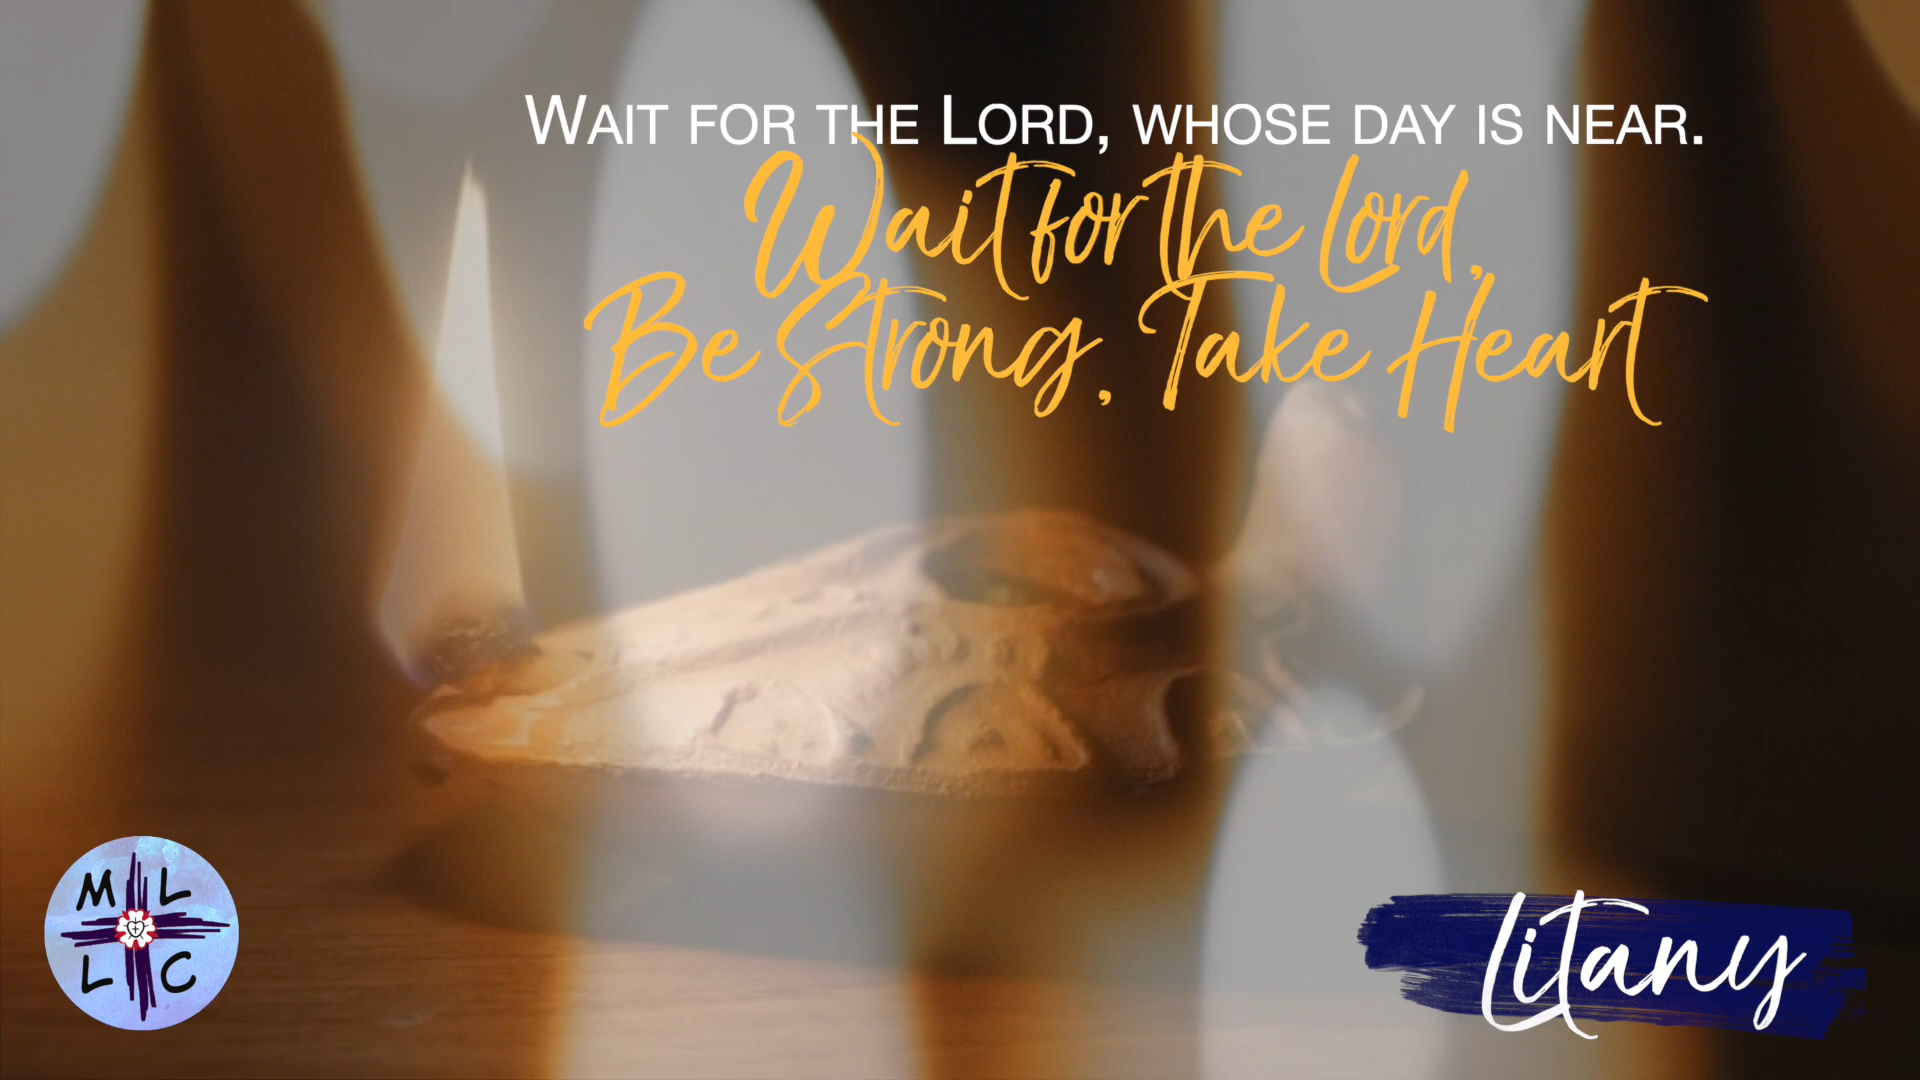 WAIT FOR THE LORD, WHOSE DAY IS NEAR.
Wait for the Lord,
Be Strong, Take Heart
M L
L C
Litany